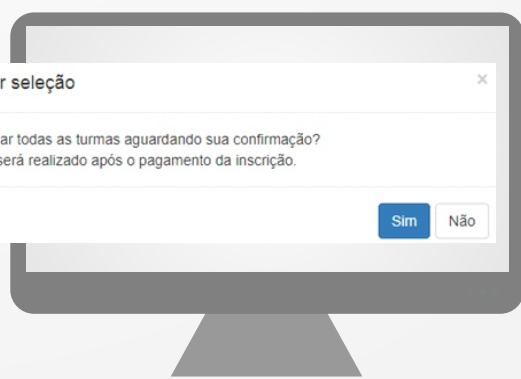 r seleção ×
ar todas as turmas aguardando sua confirmação?
será realizado após o pagamento da inscrição.
Sim Não